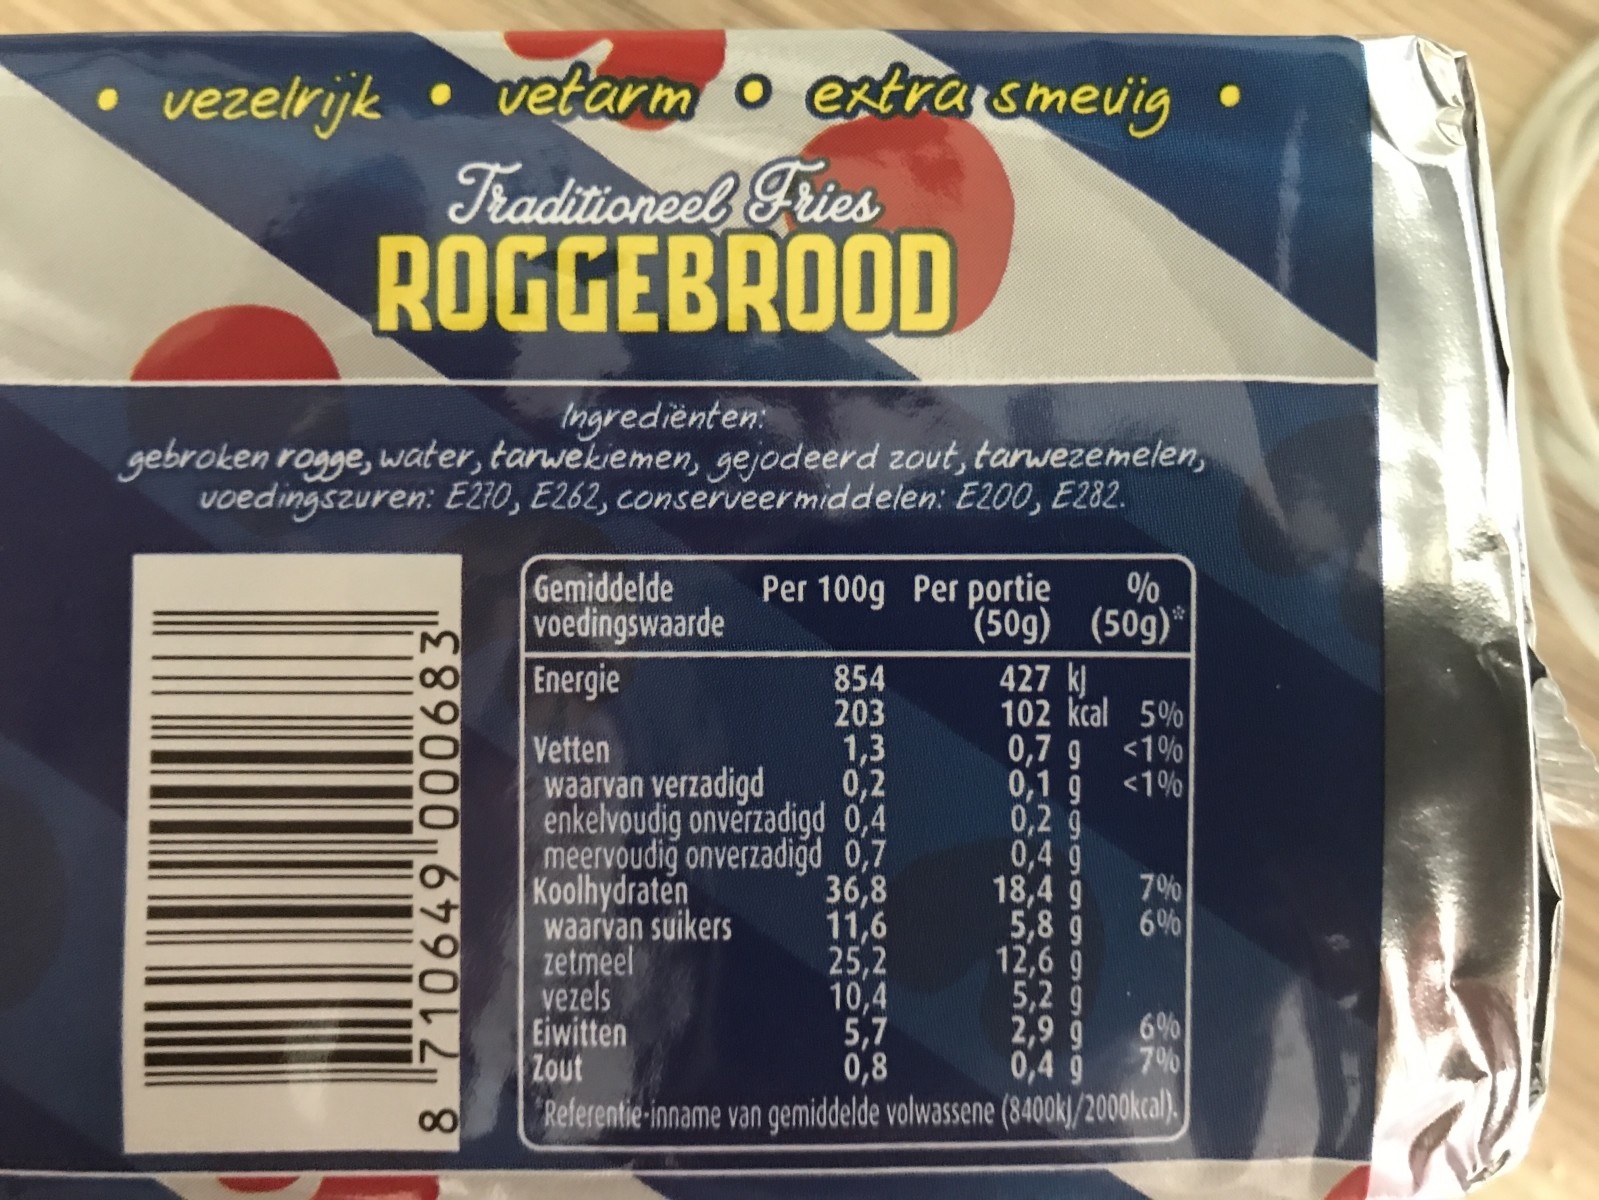 • vezelrijk • vetarm • extra smeuïg •
Traditioneel Fries
ROGGEBROOD
Ingrediënten:
gebroken rogge, water, tarwekiemen, gejodeerd zout, tarwezemelen,
voedingszuren: E270, E262, conserveermiddelen: E200, E282.
8 710649 000683
Gemiddelde Per 100g Per portie %
voedingswaarde (50g) (50g)*
Energie 854 427 kJ
203 102 kcal 5%
Vetten 1,3 0,7 g <1%
waarvan verzadigd 0,2 0,1 g <1%
enkelvoudig onverzadigd 0,4 0,2 g
meervoudig onverzadigd 0,7 0,4 g
Koolhydraten 36,8 18,4 g 7%
waarvan suikers 11,6 5,8 g 6%
zetmeel 25,2 12,6 g
vezels 10,4 5,2 g
Eiwitten 5,7 2,9 g 6%
Zout 0,8 0,4 g 7%
*Referentie-inname van gemiddelde volwassene (8400kJ/2000kcal).